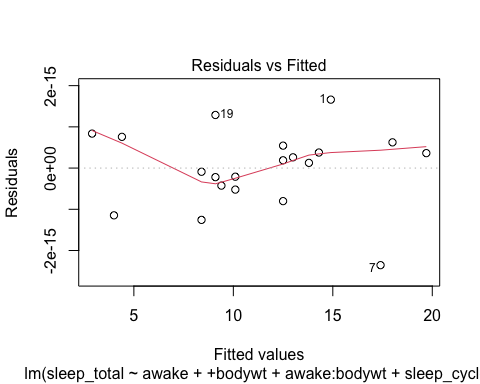 Residuals vs Fitted
2e-15
0e+00
-2e-15
Residuals
1
19
7
5
10
15
20
Fitted values
lm(sleep_total ~ awake + +bodywt + awake:bodywt + sleep_cycl